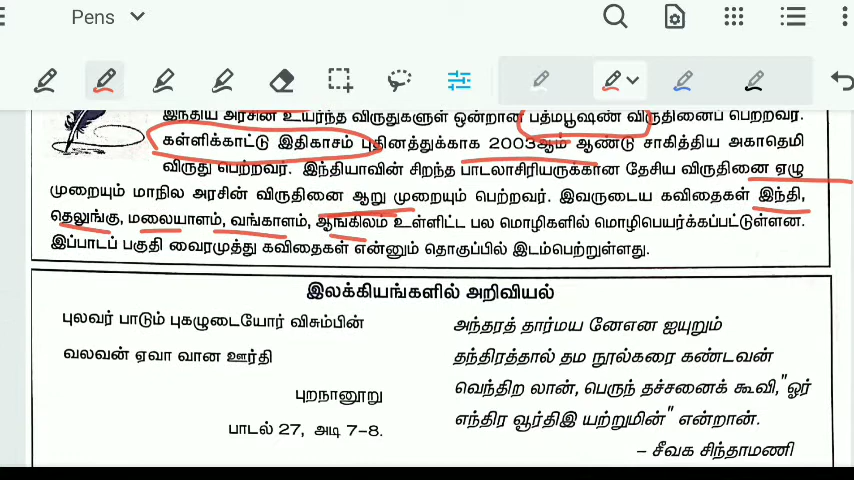 Pens
இந்திய அரசின் உயர்ந்த விருதுகளுள் ஒன்றான பத்மபூஷண் விருதினைப் பெற்றவர்.
கள்ளிக்காட்டு இதிகாசம் புதினத்துக்காக 2003ஆம் ஆண்டு சாகித்திய அகாதெமி
விருது பெற்றவர். இந்தியாவின் சிறந்த பாடலாசிரியருக்கான தேசிய விருதினை ஏழு
முறையும் மாநில அரசின் விருதினை ஆறு முறையும் பெற்றவர். இவருடைய கவிதைகள் இந்தி,
தெலுங்கு, மலையாளம், வங்காளம், ஆங்கிலம் உள்ளிட்ட பல மொழிகளில் மொழிபெயர்க்கப்பட்டுள்ளன.
இப்பாடப் பகுதி வைரமுத்து கவிதைகள் என்னும் தொகுப்பில் இடம்பெற்றுள்ளது.
இலக்கியங்களில் அறிவியல்
புலவர் பாடும் புகழுடையோர் விசும்பின்
வலவன் ஏவா வான ஊர்தி
புறநானூறு
பாடல் 27, அடி 7-8.
அந்தரத் தார்மய னேஎன ஐயுறும்
தந்திரத்தால் தம நூல்கரை கண்டவன்
வெந்திற லான், பெருந் தச்சனைக் கூவி,"ஓர்
எந்திர வூர்திஇ யற்றுமின்" என்றான்.
– சீவக சிந்தாமணி